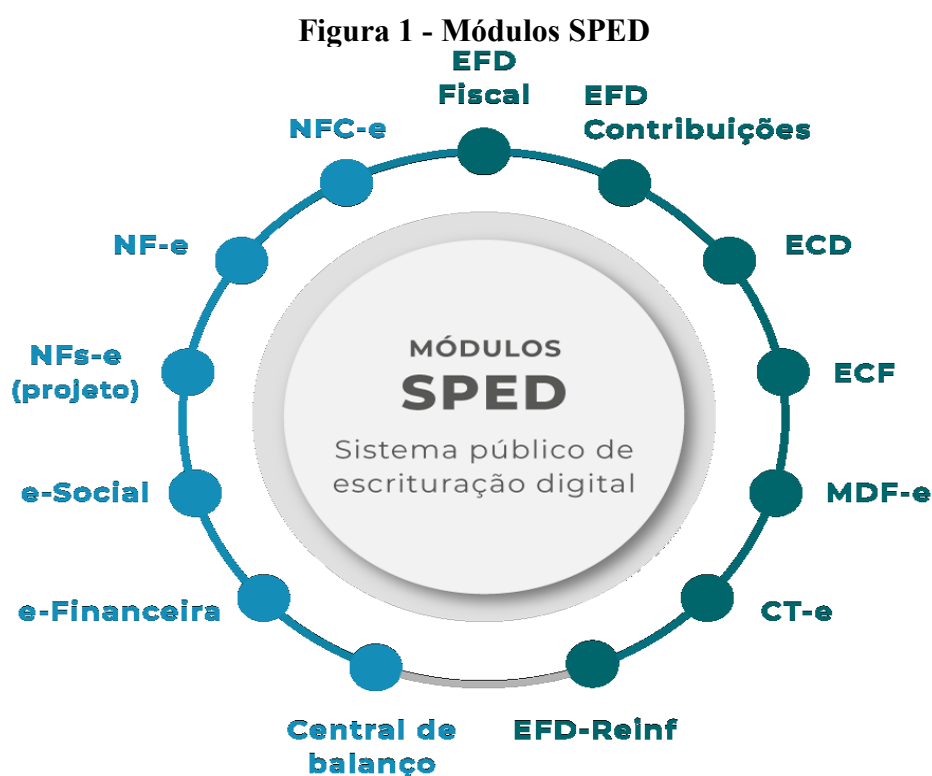 Figura 1 - Módulos SPED
EFD
Fiscal
EFD
Contribuições
NFC-e
NF-e
ECD
NFs-e
(projeto)
ECF
MÓDULOS
SPED
Sistema público de
escrituração digital
e-Social
MDF-e
e-Financeira
CT-e
Central de
balanço
EFD-Reinf